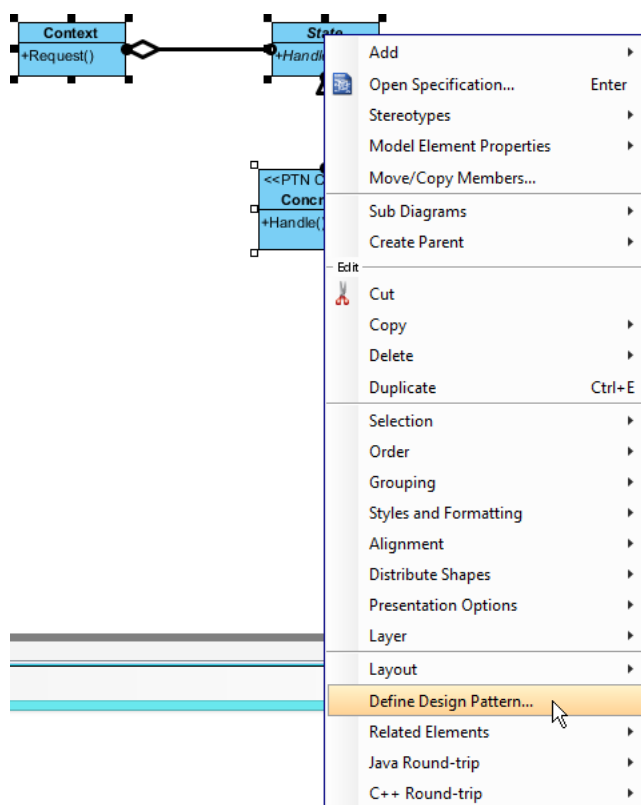 Context
State
+Request()
+Handl
<<PTN C
Concr
+Handle()
Add
Open Specification... Enter
Stereotypes
Model Element Properties
Move/Copy Members...
Sub Diagrams
Create Parent
Edit
Cut
Copy
Delete
Duplicate Ctrl+E
Selection
Order
Grouping
Styles and Formatting
Alignment
Distribute Shapes
Presentation Options
Layer
Layout
Define Design Pattern...
Related Elements
Java Round-trip
C++ Round-trip